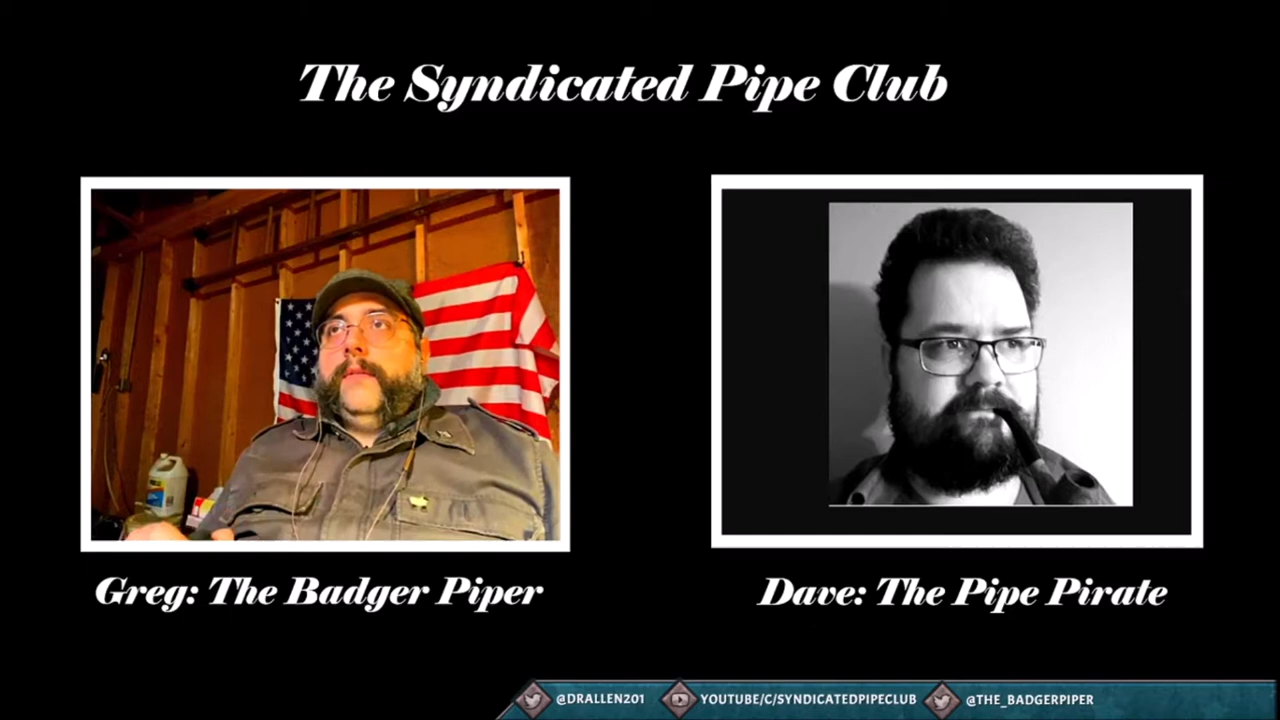 The Syndicated Pipe Club
Greg: The Badger Piper
Dave: The Pipe Pirate
@DRALLEN201
YOUTUBE/C/SYNDICATEDPIPECLUB
@THE_BADGERPIPER